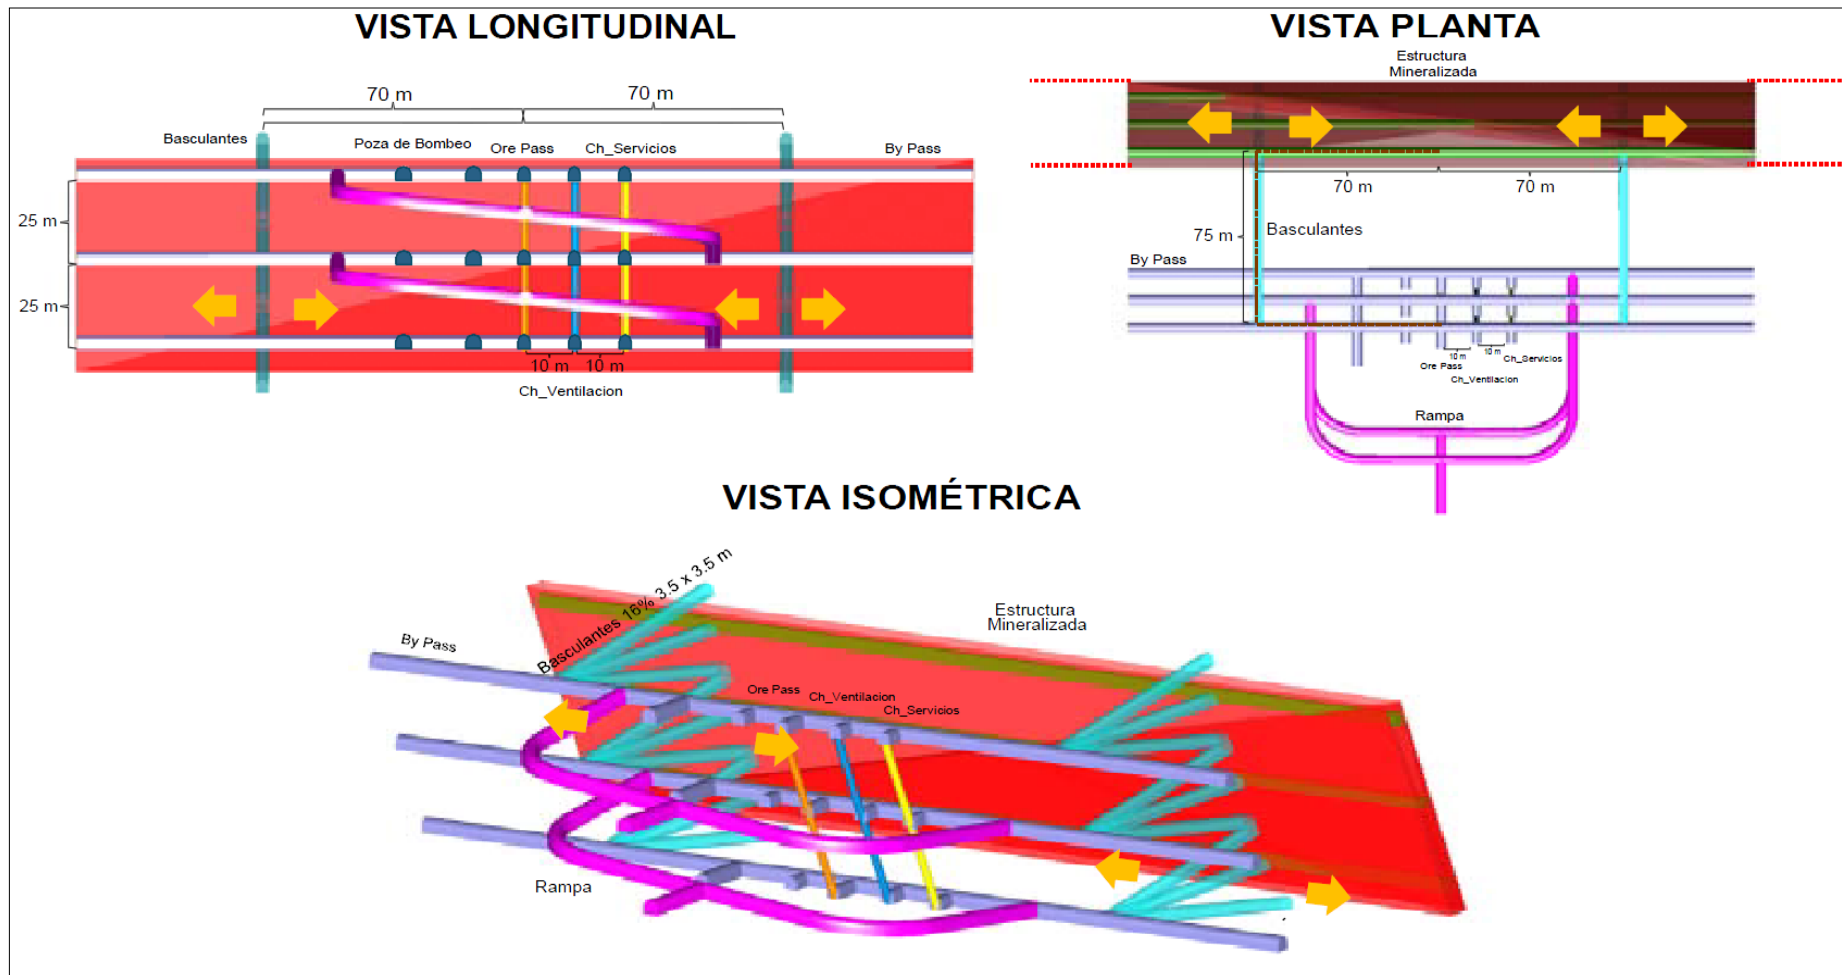 VISTA LONGITUDINAL
70 m
70 m
Basculantes
Poza de Bombeo
Ore Pass
Ch_Servicios
By Pass
25 m
25 m
10 m
10 m
Ch_Ventilacion
VISTA PLANTA
Estructura
Mineralizada
70 m
70 m
75 m
Basculantes
By Pass
10 m
10 m
Ch_Servicios
Ore Pass
Ch_Ventilacion
Rampa
VISTA ISOMÉTRICA
Basculantes 16% 3.5 x 3.5 m
Estructura
Mineralizada
By Pass
Ore Pass
Ch_Ventilacion
Ch_Servicios
Rampa